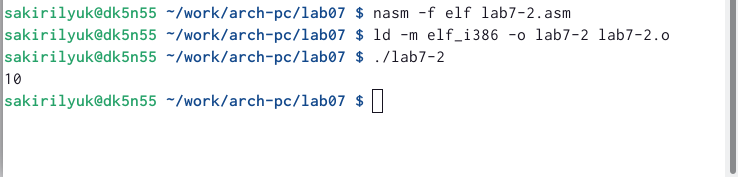 sakirilyuk@dk5n55 ~/work/arch-pc/lab07 $ nasm -f elf lab7-2.asm
sakirilyuk@dk5n55 ~/work/arch-pc/lab07 $ ld -m elf_i386 -o lab7-2 lab7-2.o
sakirilyuk@dk5n55 ~/work/arch-pc/lab07 $ ./lab7-2
10
sakirilyuk@dk5n55 ~/work/arch-pc/lab07 $